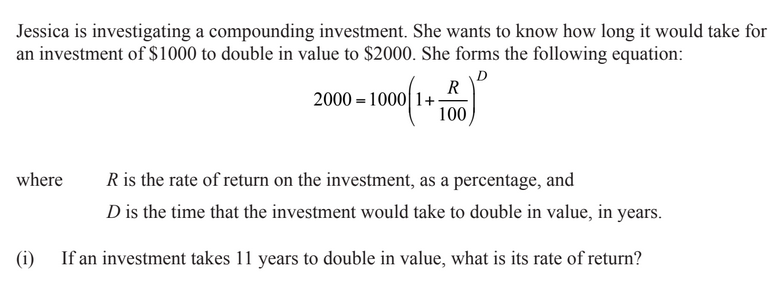 Jessica is investigating a compounding investment. She wants to know how long it would take for
an investment of $1000 to double in value to $2000. She forms the following equation:
2000 = 1000(1 + R/100)^D
where R is the rate of return on the investment, as a percentage, and
D is the time that the investment would take to double in value, in years.
(i) If an investment takes 11 years to double in value, what is its rate of return?